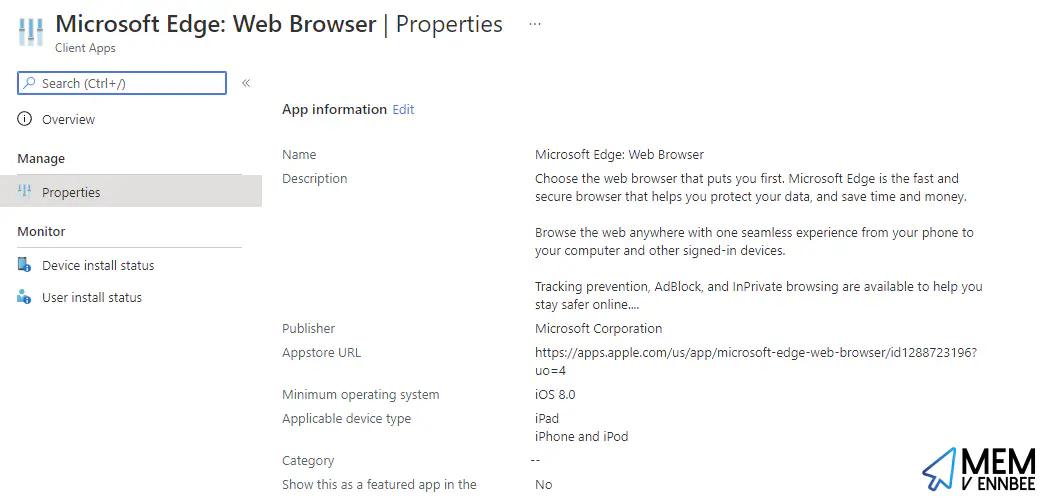 Microsoft Edge: Web Browser | Properties ...
Client Apps
Search (Ctrl+/)
«
Overview
Manage
Properties
Monitor
Device install status
User install status
App information Edit
Name Microsoft Edge: Web Browser
Description Choose the web browser that puts you first. Microsoft Edge is the fast and
secure browser that helps you protect your data, and save time and money.
Browse the web anywhere with one seamless experience from your phone to
your computer and other signed-in devices.
Tracking prevention, AdBlock, and InPrivate browsing are available to help you
stay safer online....
Publisher Microsoft Corporation
Appstore URL https://apps.apple.com/us/app/microsoft-edge-web-browser/id1288723196?
uo=4
Minimum operating system iOS 8.0
Applicable device type iPad
iPhone and iPod
Category --
Show this as a featured app in the No
MEM
V ENNBEE